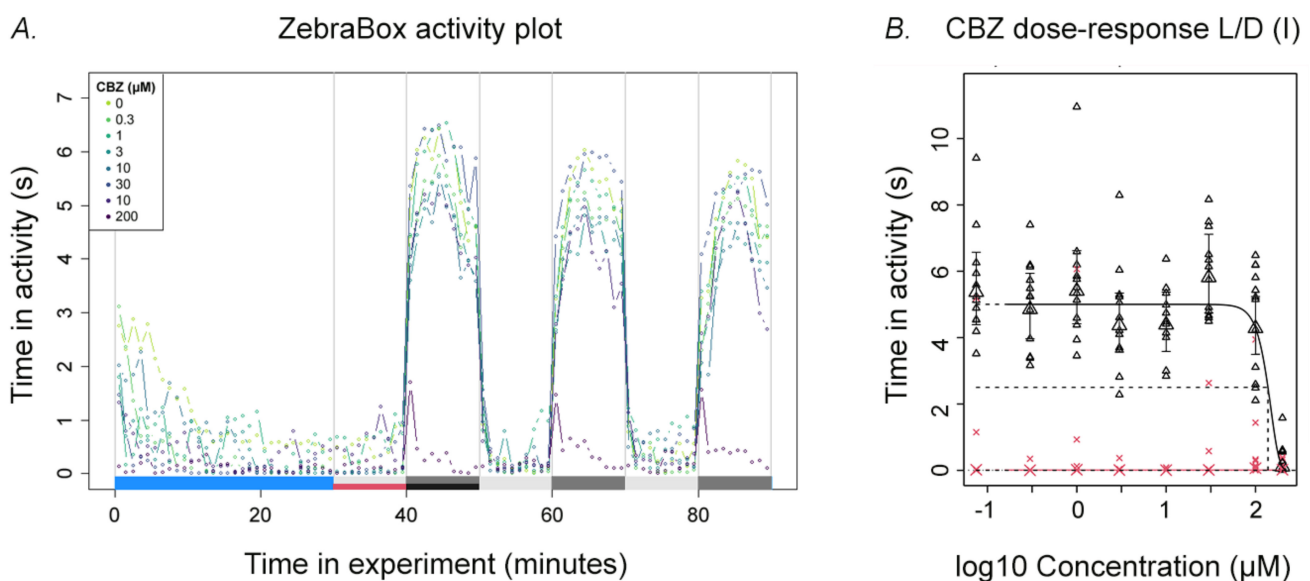 A. ZebraBox activity plot
Time in activity (s)
7
6
5
4
3
2
1
0
CBZ (µM)
0
0.3
1
3
10
30
10
200
0 20 40 60 80
Time in experiment (minutes)
B. CBZ dose-response L/D (I)
Time in activity (s)
10
8
6
4
2
0
-1 0 1 2
log10 Concentration (µM)